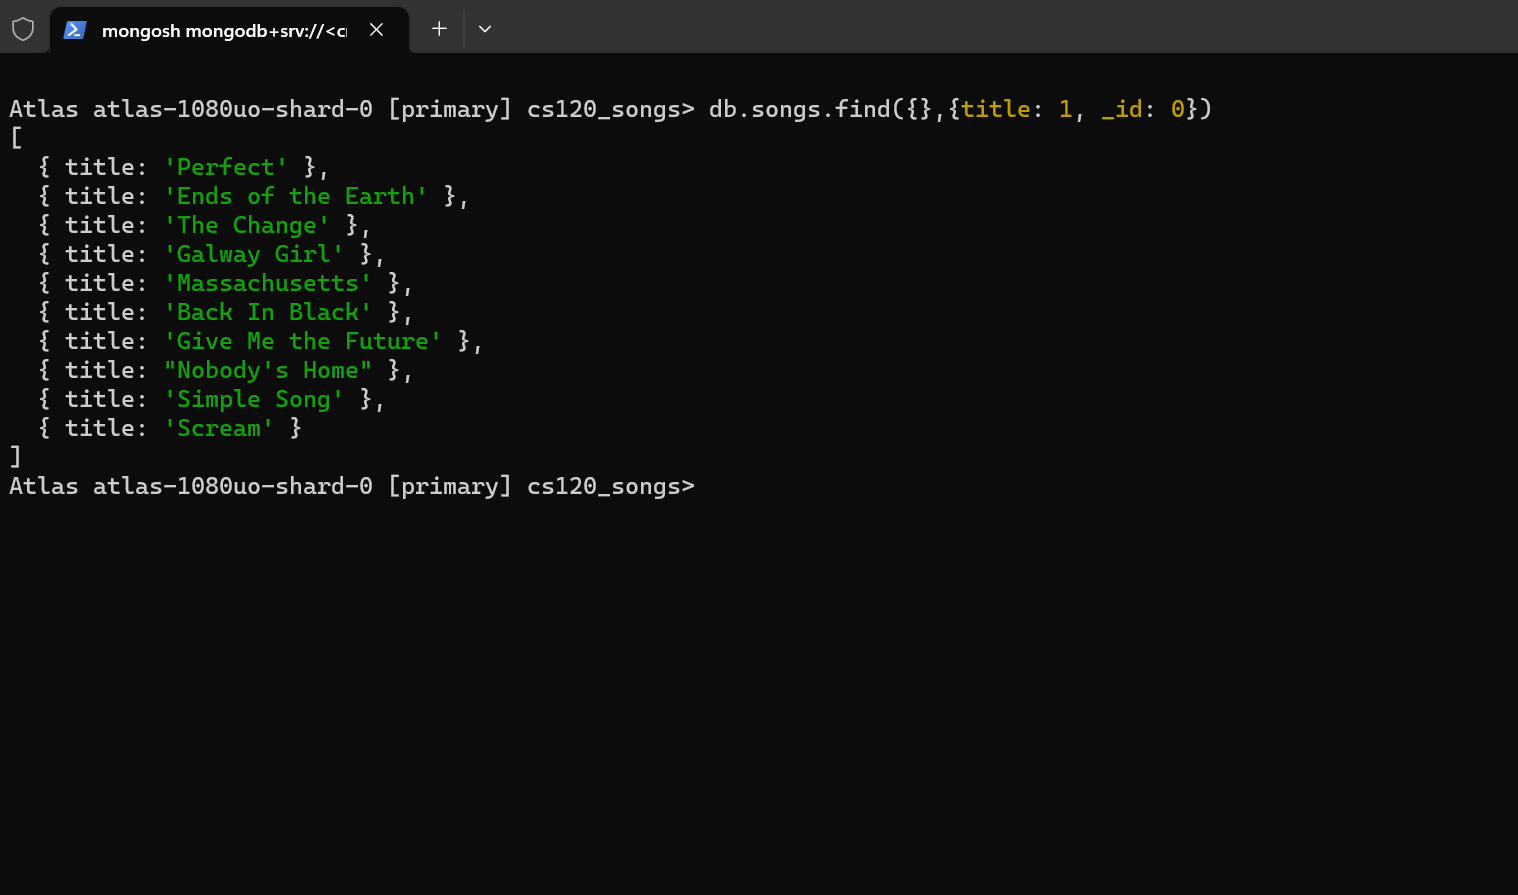 mongosh mongodb+srv://<cr
Atlas atlas-1080uo-shard-0 [primary] cs120_songs> db.songs.find({},{title: 1, _id: 0})
[
  { title: 'Perfect' },
  { title: 'Ends of the Earth' },
  { title: 'The Change' },
  { title: 'Galway Girl' },
  { title: 'Massachusetts' },
  { title: 'Back In Black' },
  { title: 'Give Me the Future' },
  { title: "Nobody's Home" },
  { title: 'Simple Song' },
  { title: 'Scream' }
]
Atlas atlas-1080uo-shard-0 [primary] cs120_songs>